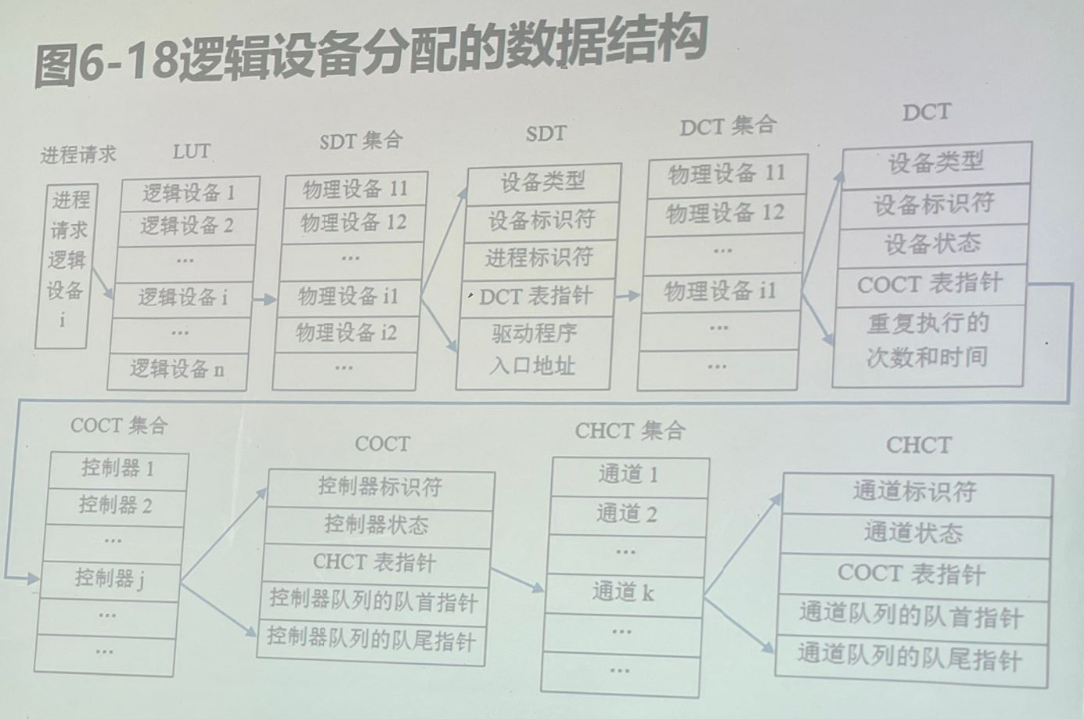 图6-18逻辑设备分配的数据结构
进程请求
进程
请求
逻辑
设备
i
LUT
逻辑设备 1
逻辑设备 2
…
逻辑设备 i
…
逻辑设备 n
SDT 集合
物理设备 11
物理设备 12
…
物理设备 i1
物理设备 i2
…
SDT
设备类型
设备标识符
进程标识符
DCT 表指针
驱动程序
入口地址
DCT 集合
物理设备 11
物理设备 12
…
物理设备 i1
…
…
DCT
设备类型
设备标识符
设备状态
COCT 表指针
重复执行的
次数和时间
COCT 集合
控制器 1
控制器 2
…
控制器 j
…
…
COCT
控制器标识符
控制器状态
CHCT 表指针
控制器队列的队首指针
控制器队列的队尾指针
CHCT 集合
通道 1
通道 2
…
通道 k
…
…
CHCT
通道标识符
通道状态
COCT 表指针
通道队列的队首指针
通道队列的队尾指针